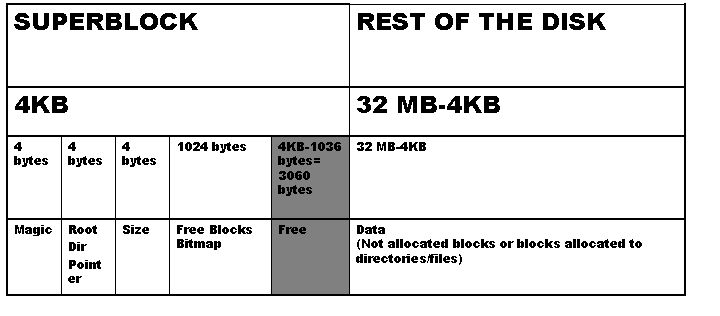 SUPERBLOCK
REST OF THE DISK
4KB
32 MB-4KB
4
bytes
4
bytes
4
bytes
1024 bytes
4KB-1036
bytes=
3060
bytes
32 MB-4KB
Magic
Root
Dir
Point
er
Size
Free Blocks
Bitmap
Free
Data
(Not allocated blocks or blocks allocated to
directories/files)